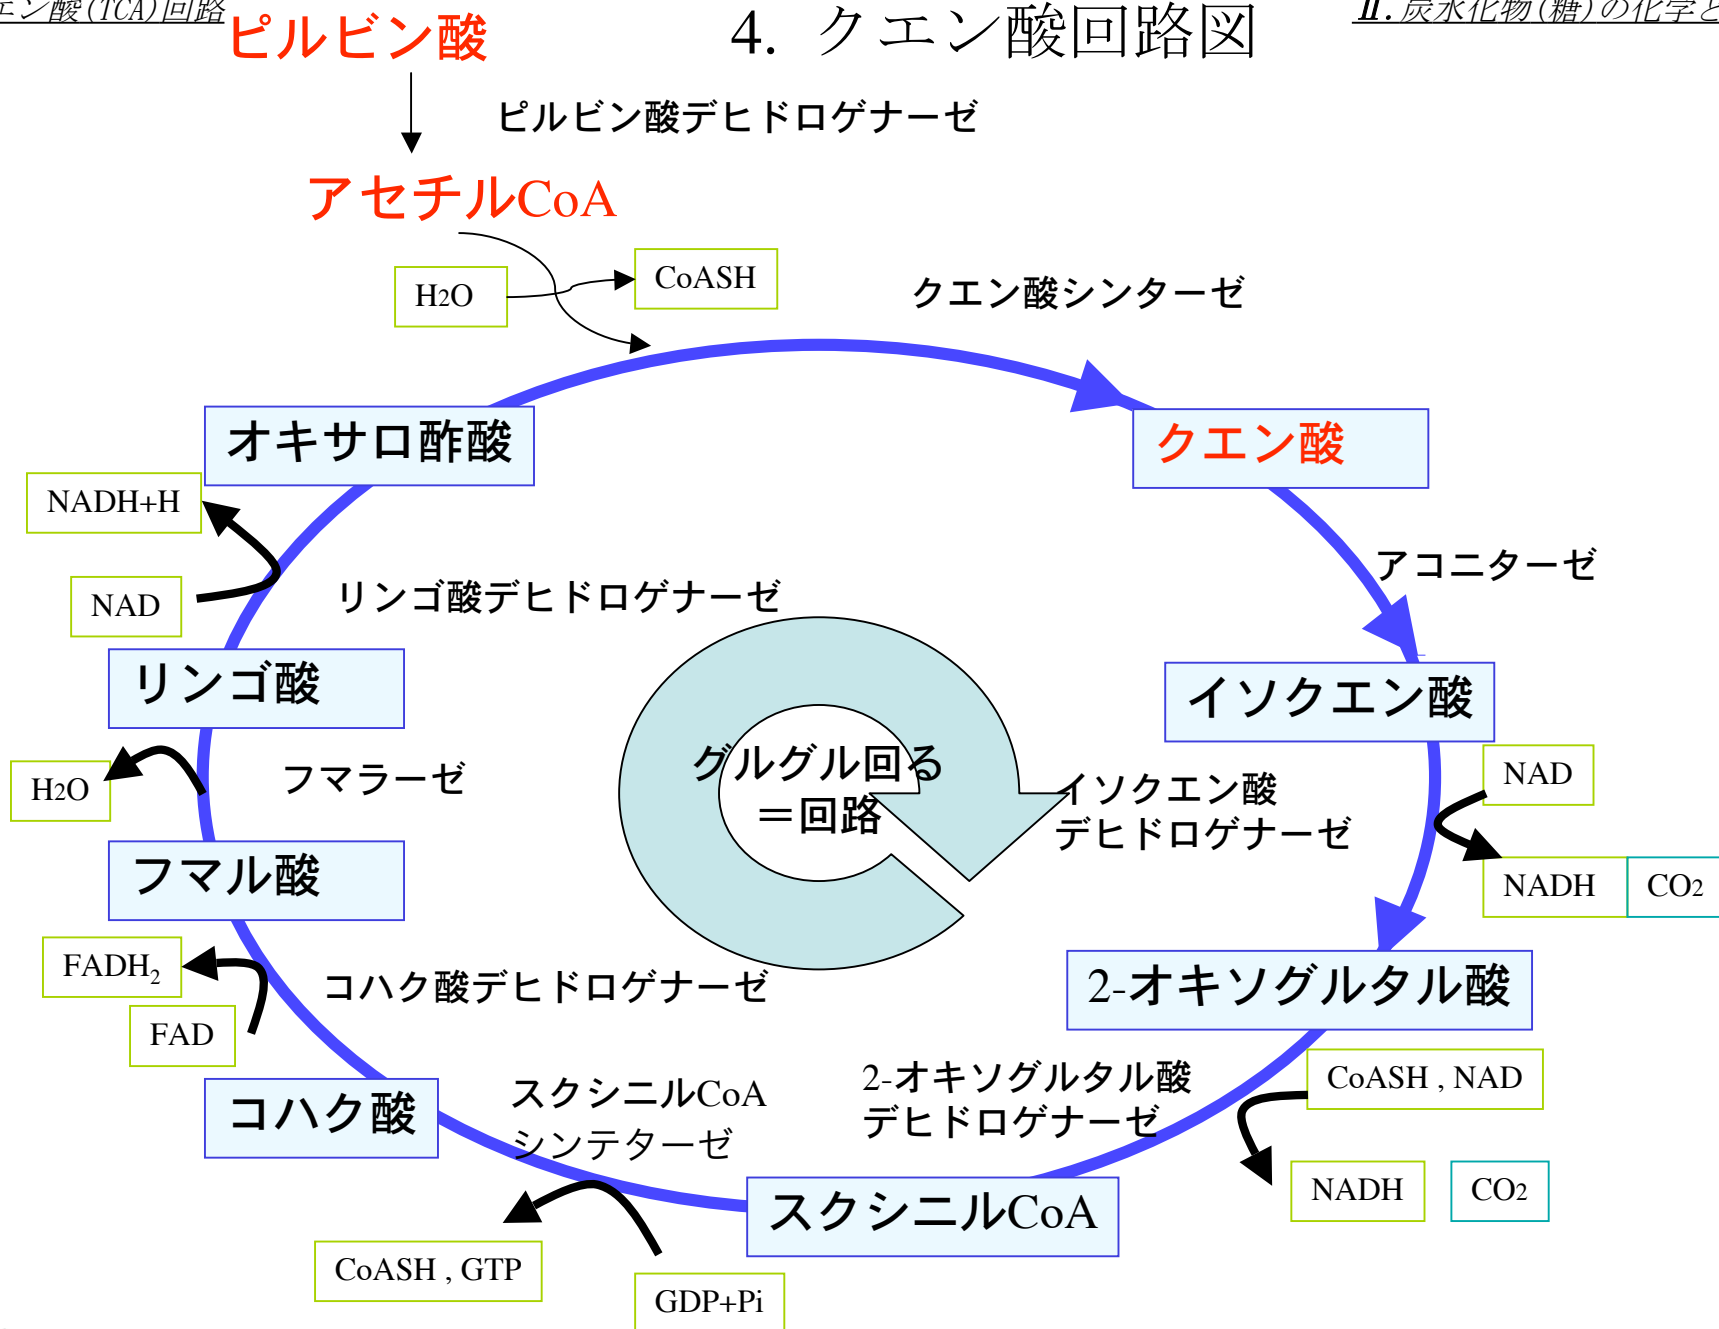 エン酸(TCA)回路
4. クエン酸回路図
II.炭水化物(糖)の化学と
ピルビン酸
ピルビン酸デヒドロゲナーゼ
アセチルCoA
H2O
CoASH
クエン酸シンターゼ
オキサロ酢酸
クエン酸
NADH+H
アコニターゼ
NAD
リンゴ酸デヒドロゲナーゼ
リンゴ酸
イソクエン酸
H2O
フマラーゼ
グルグル回る
＝回路
イソクエン酸
デヒドロゲナーゼ
NAD
NADH
CO2
フマル酸
FADH2
FAD
コハク酸デヒドロゲナーゼ
2-オキソグルタル酸
コハク酸
スクシニルCoA
シンテターゼ
2-オキソグルタル酸
デヒドロゲナーゼ
CoASH , NAD
NADH
CO2
スクシニルCoA
CoASH , GTP
GDP+Pi